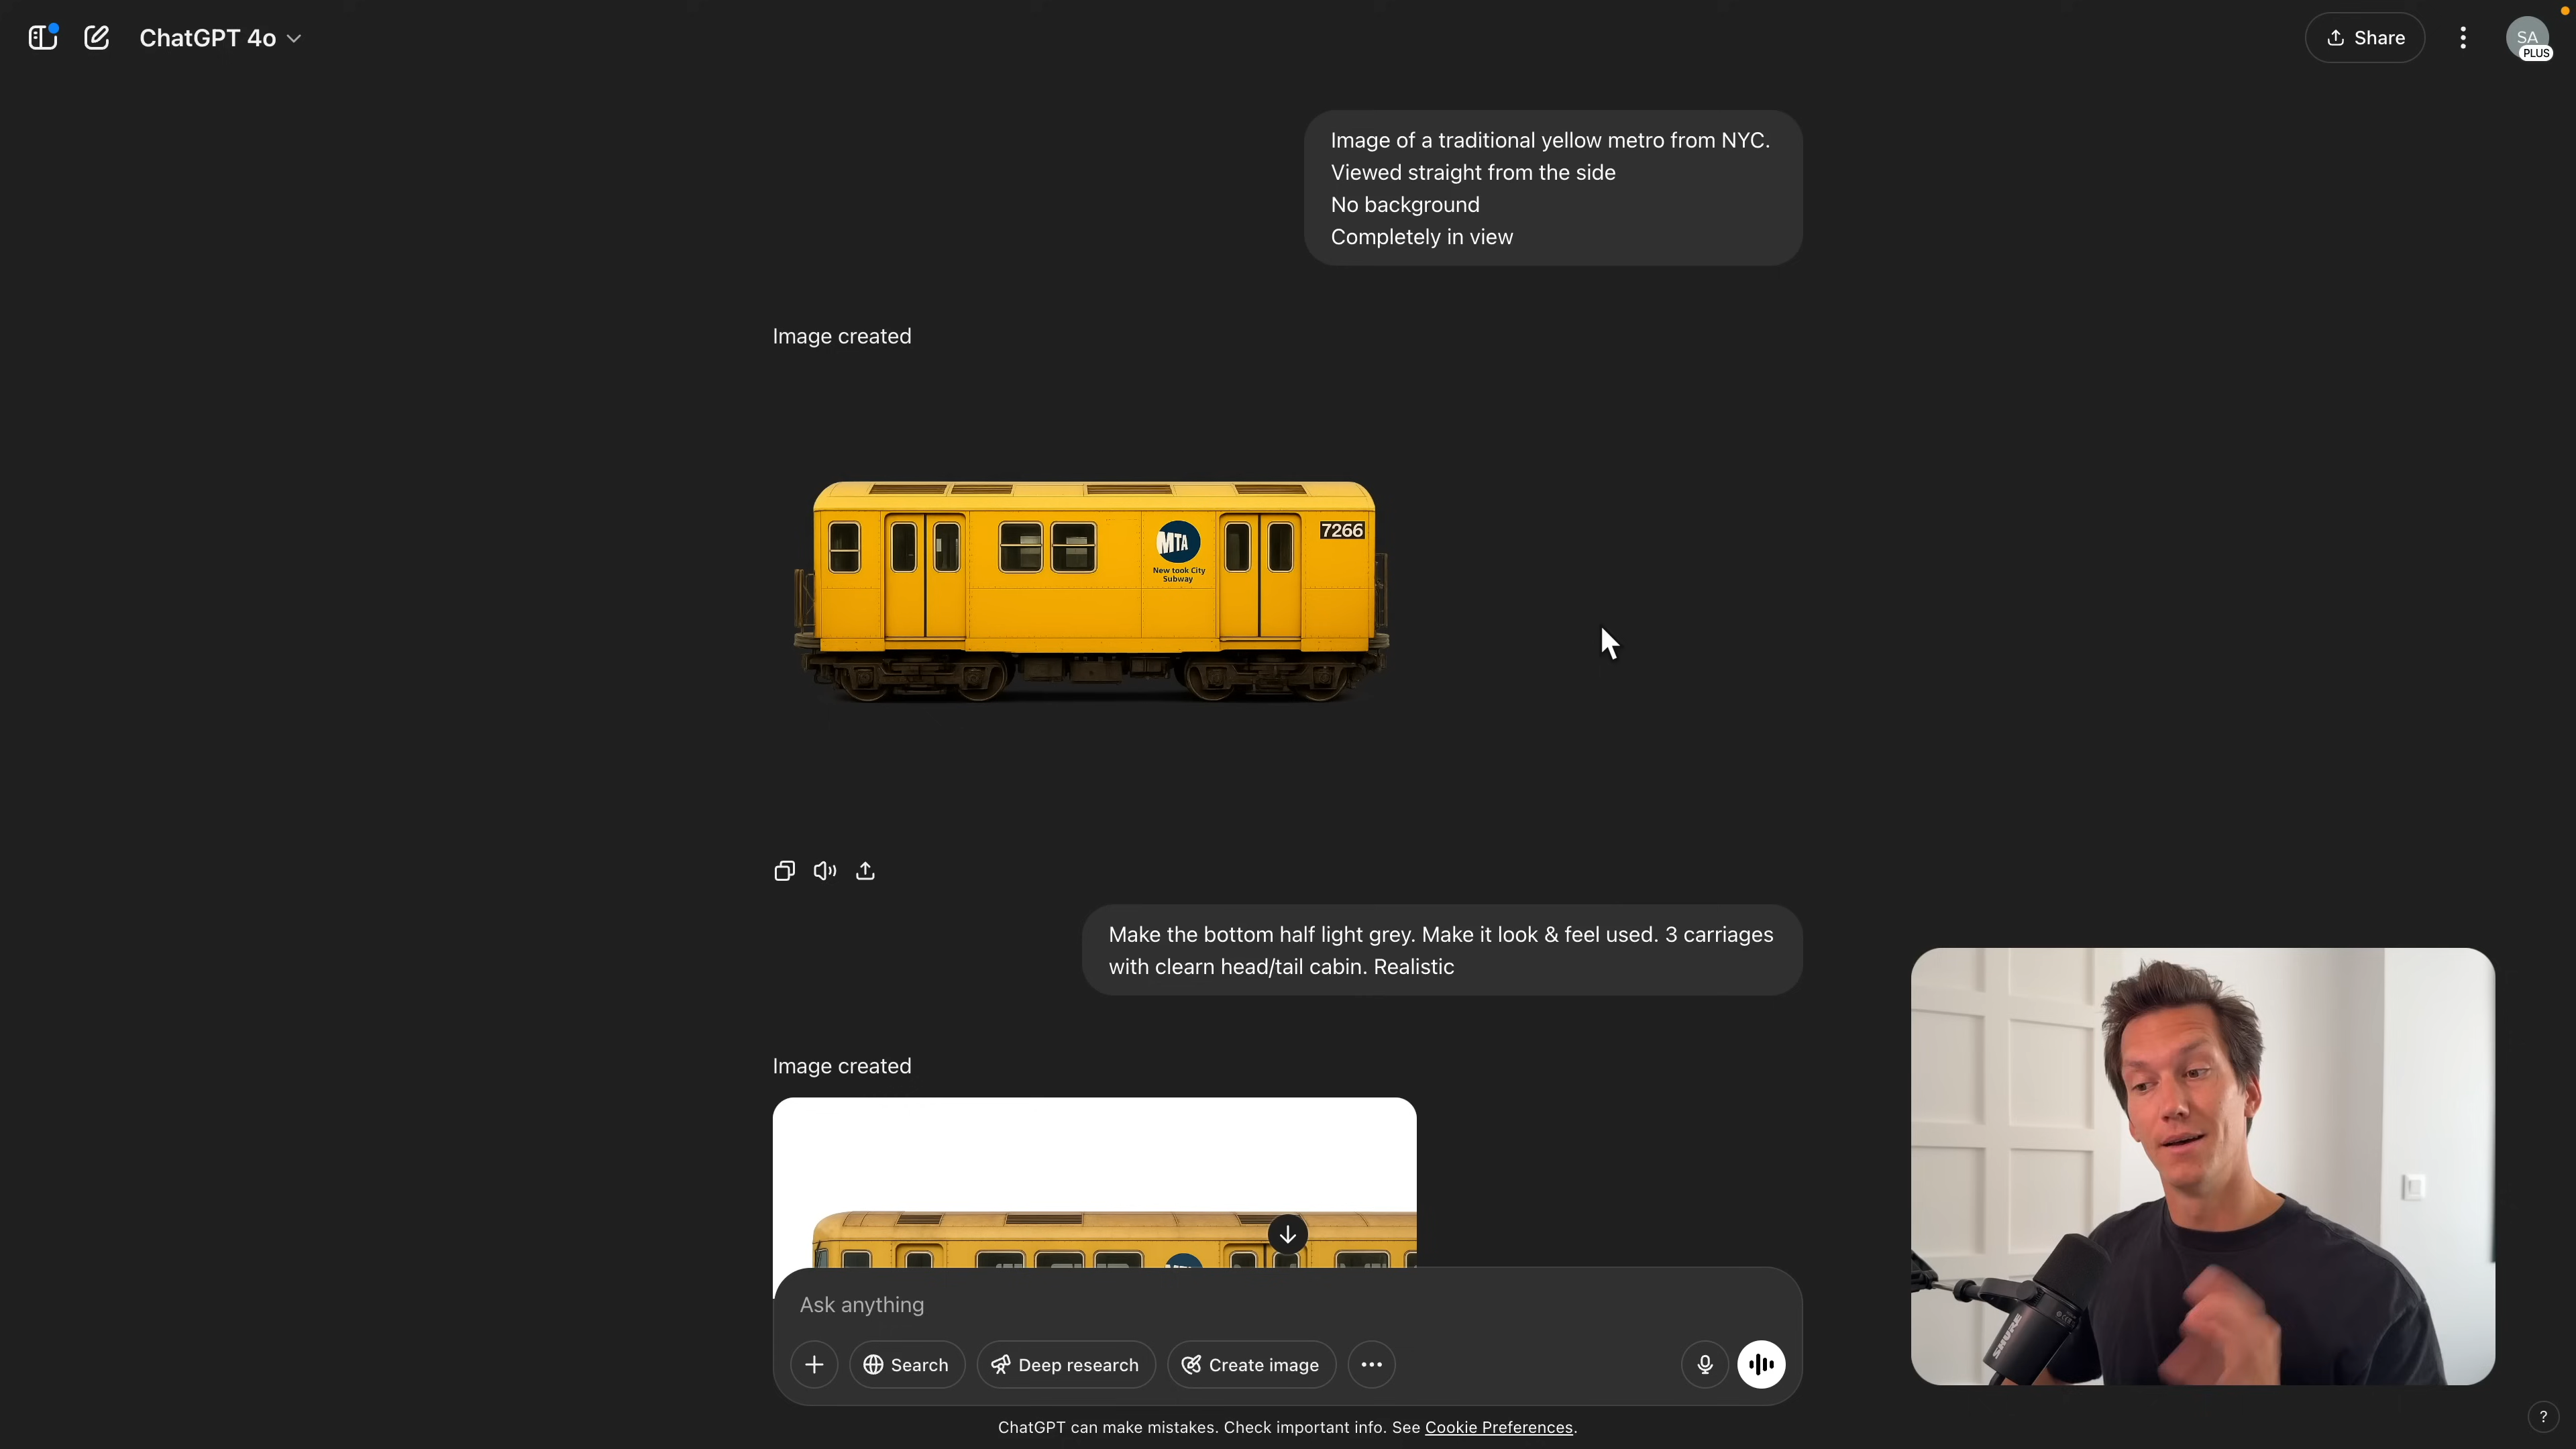 ChatGPT 4o
Share
SA
PLUS
Image of a traditional yellow metro from NYC.
Viewed straight from the side
No background
Completely in view
Image created
7266
MTA
New took City
Subway
Make the bottom half light grey. Make it look & feel used. 3 carriages
with clearn head/tail cabin. Realistic
Image created
Ask anything
Search
Deep research
Create image
SHURE
ChatGPT can make mistakes. Check important info. See Cookie Preferences.
?